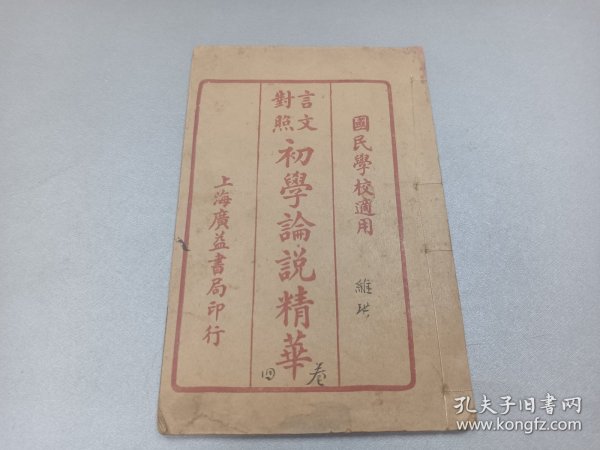 國民學校適用
維
言文對照
初學論說精華
卷四
上海廣益書局印行
孔夫子旧书网
www.kongfz.com